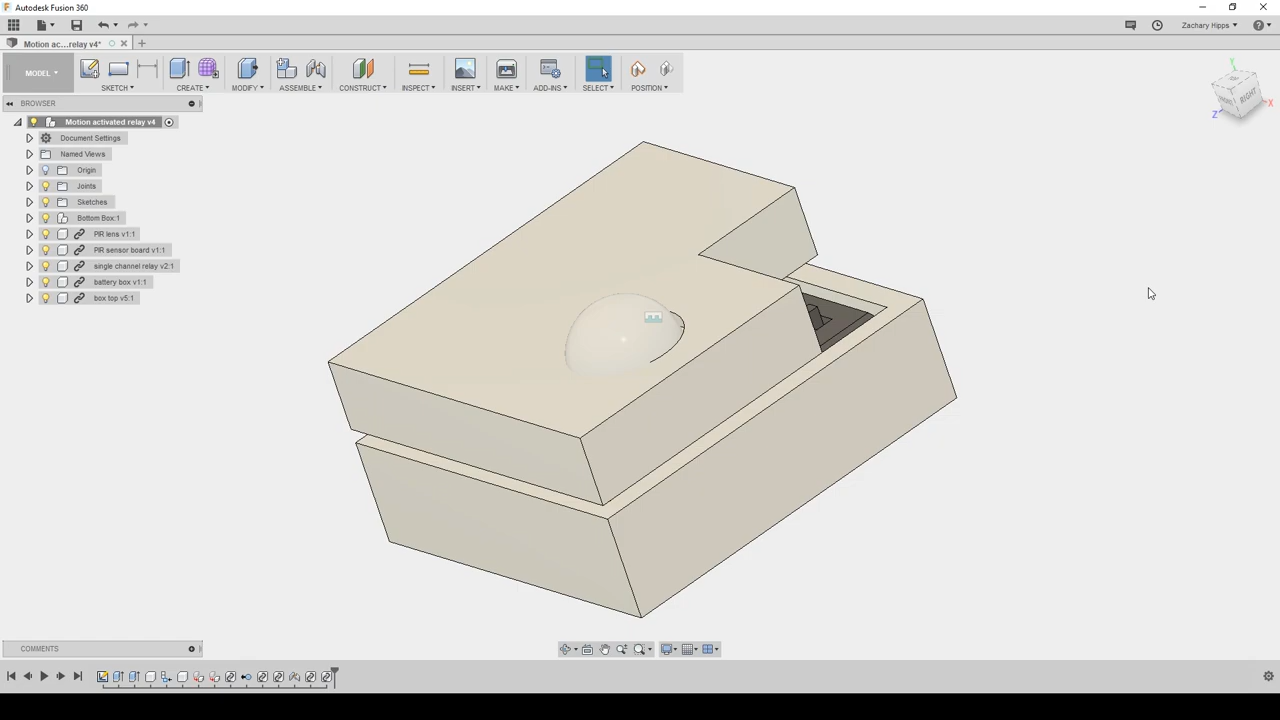 Autodesk Fusion 360
Zachary Hipps
Motion ac...relay v4*
MODEL
SKETCH
CREATE
MODIFY
ASSEMBLE
CONSTRUCT
INSPECT
INSERT
MAKE
ADD-INS
SELECT
POSITION
BROWSER
Motion activated relay v4
Document Settings
Named Views
Origin
Joints
Sketches
Bottom Box:1
PIR lens v1:1
PIR sensor board v1:1
single channel relay v2:1
battery box v1:1
box top v5:1
Y
RIGHT
X
Z
COMMENTS